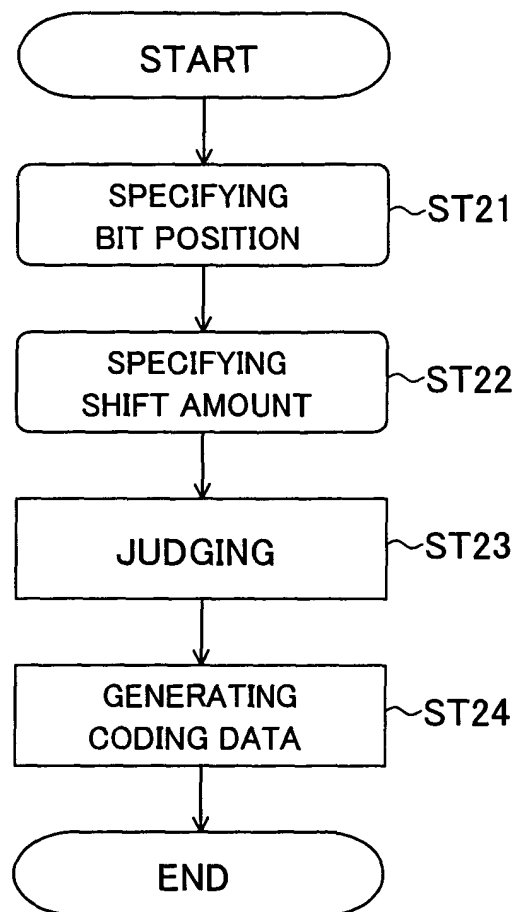 START
SPECIFYING
BIT POSITION
ST21
SPECIFYING
SHIFT AMOUNT
ST22
JUDGING
ST23
GENERATING
CODING DATA
ST24
END